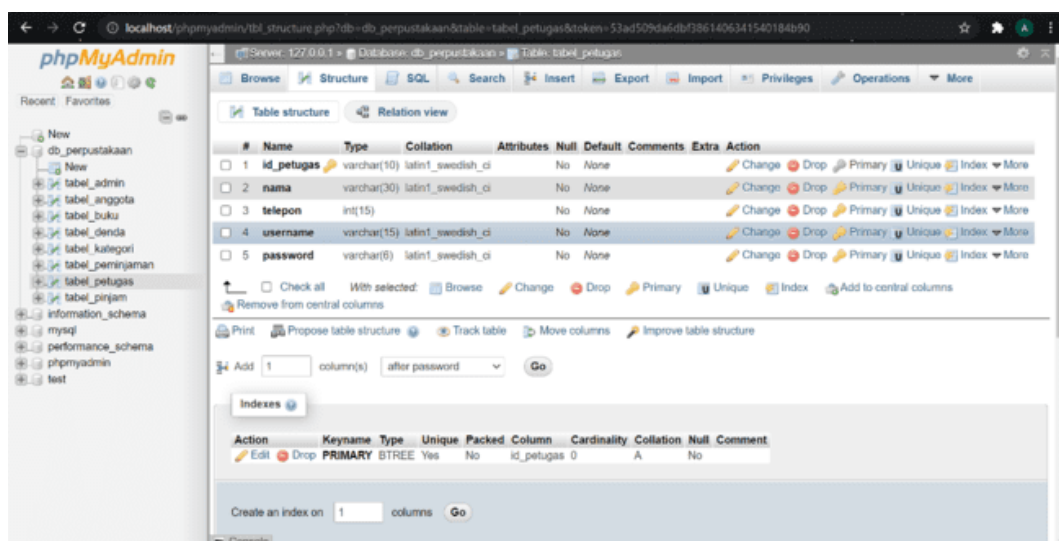 localhost/phpmyadmin/tbl_structure.php?db=db_perpustakaan&table=tabel_petugas&token=53ad509da6dbf3861406341540184b90
phpMyAdmin
Recent Favorites
New
db_perpustakaan
New
tabel_admin
tabel_anggota
tabel_buku
tabel_denda
tabel_kategori
tabel_peminjaman
tabel_petugas
tabel_pinjam
information_schema
mysql
performance_schema
phpmyadmin
test
Server: 127.0.0.1 » Database: db_perpustakaan » Table: tabel_petugas
Browse Structure SQL Search Insert Export Import Privileges Operations More
Table structure Relation view
# Name Type Collation Attributes Null Default Comments Extra Action
1 id_petugas varchar(10) latin1_swedish_ci No None Change Drop Primary Unique Index More
2 nama varchar(30) latin1_swedish_ci No None Change Drop Primary Unique Index More
3 telepon int(15) No None Change Drop Primary Unique Index More
4 username varchar(15) latin1_swedish_ci No None Change Drop Primary Unique Index More
5 password varchar(6) latin1_swedish_ci No None Change Drop Primary Unique Index More
Check all With selected: Browse Change Drop Primary Unique Index Add to central columns
Remove from central columns
Print Propose table structure Track table Move columns Improve table structure
Add 1 column(s) after password Go
Indexes
Action Keyname Type Unique Packed Column Cardinality Collation Null Comment
Edit Drop PRIMARY BTREE Yes No id_petugas 0 A No
Create an index on 1 columns Go
Console